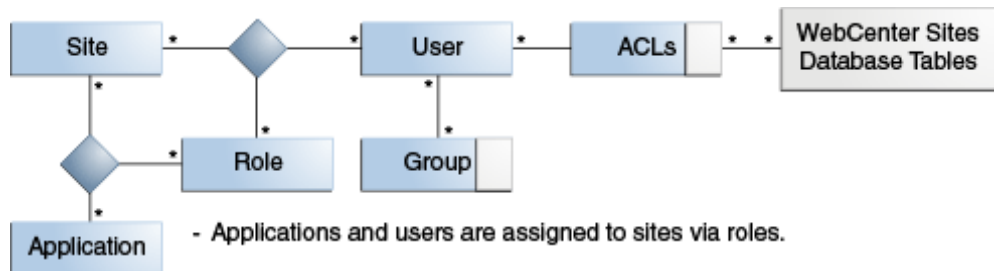 Site * * User * * ACLs * * WebCenter Sites
Database Tables
* * *
* Role * Group
*
Application - Applications and users are assigned to sites via roles.